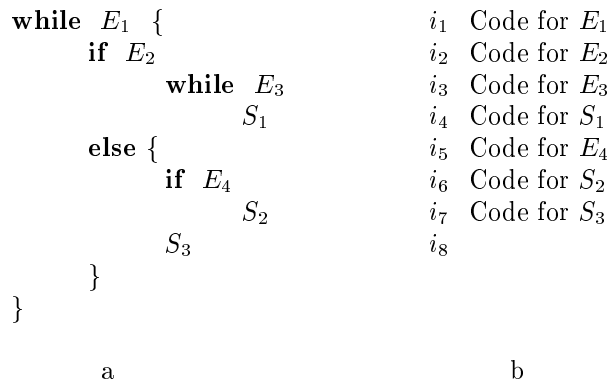 while E1 { i1 Code for E1
if E2 i2 Code for E2
while E3 i3 Code for E3
S1 i4 Code for S1
else { i5 Code for E4
if E4 i6 Code for S2
S2 i7 Code for S3
S3 i8
}
}
a b